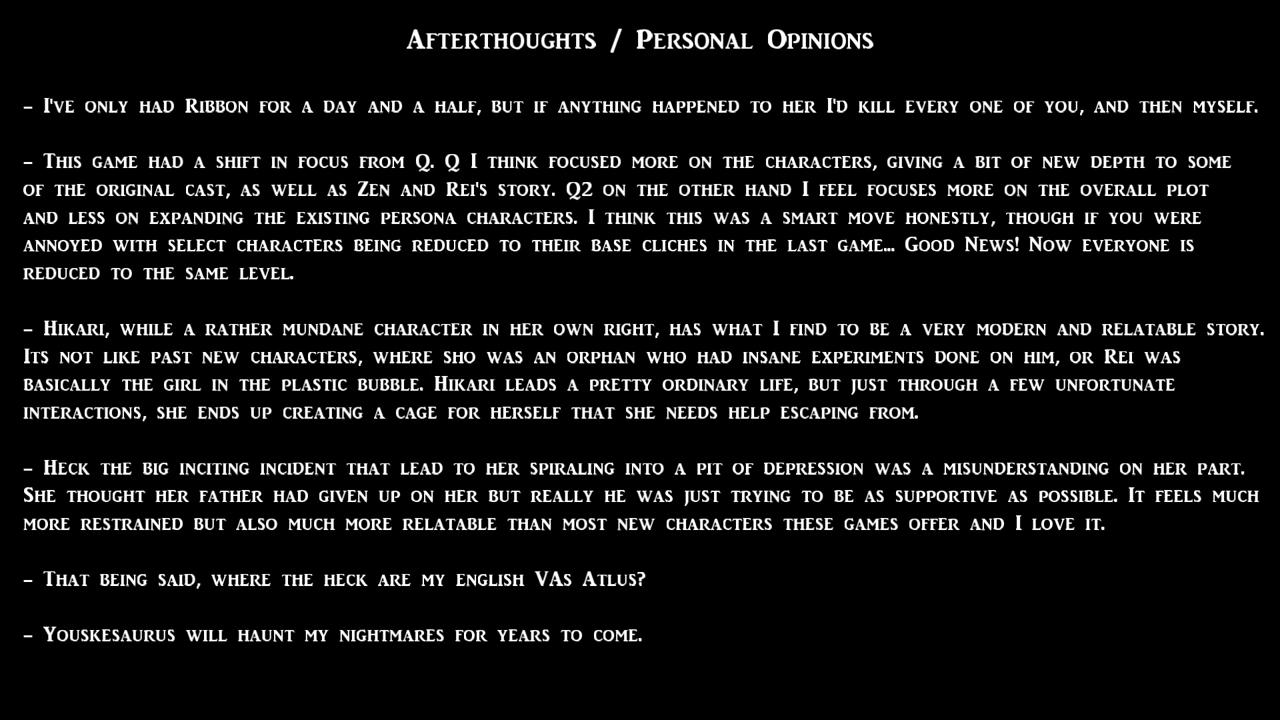 Afterthoughts / Personal Opinions
- I've only had Ribbon for a day and a half, but if anything happened to her I'd kill every one of you, and then myself.
- This game had a shift in focus from Q. Q I think focused more on the characters, giving a bit of new depth to some
of the original cast, as well as Zen and Rei's story. Q2 on the other hand I feel focuses more on the overall plot
and less on expanding the existing persona characters. I think this was a smart move honestly, though if you were
annoyed with select characters being reduced to their base cliches in the last game... Good News! Now everyone is
reduced to the same level.
- Hikari, while a rather mundane character in her own right, has what I find to be a very modern and relatable story.
Its not like past new characters, where sho was an orphan who had insane experiments done on him, or Rei was
basically the girl in the plastic bubble. Hikari leads a pretty ordinary life, but just through a few unfortunate
interactions, she ends up creating a cage for herself that she needs help escaping from.
- Heck the big inciting incident that lead to her spiraling into a pit of depression was a misunderstanding on her part.
She thought her father had given up on her but really he was just trying to be as supportive as possible. It feels much
more restrained but also much more relatable than most new characters these games offer and I love it.
- That being said, where the heck are my english VAs Atlus?
- Youskesaurus will haunt my nightmares for years to come.